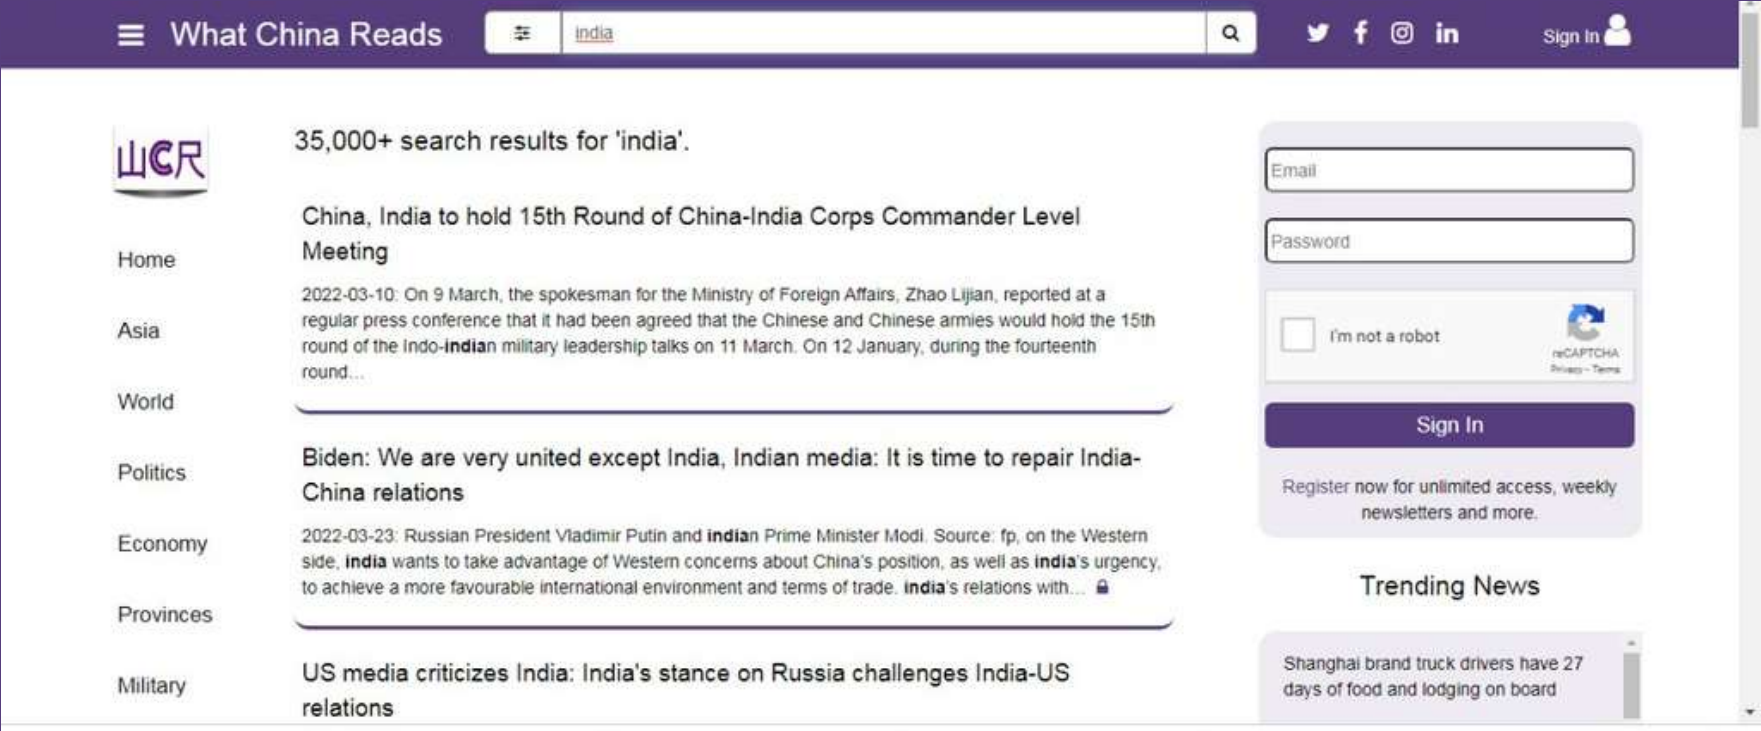 What China Reads
india
Sign In
山CR
35,000+ search results for 'india'.
China, India to hold 15th Round of China-India Corps Commander Level
Meeting
2022-03-10: On 9 March, the spokesman for the Ministry of Foreign Affairs, Zhao Lijian, reported at a
regular press conference that it had been agreed that the Chinese and Chinese armies would hold the 15th
round of the Indo-indian military leadership talks on 11 March. On 12 January, during the fourteenth
round...
Biden: We are very united except India, Indian media: It is time to repair India-
China relations
2022-03-23: Russian President Vladimir Putin and indian Prime Minister Modi. Source: fp, on the Western
side, india wants to take advantage of Western concerns about China's position, as well as india's urgency,
to achieve a more favourable international environment and terms of trade. india's relations with...
US media criticizes India: India's stance on Russia challenges India-US
relations
Home
Asia
World
Politics
Economy
Provinces
Military
Email
Password
I'm not a robot
reCAPTCHA
Privacy - Terms
Sign In
Register now for unlimited access, weekly
newsletters and more.
Trending News
Shanghai brand truck drivers have 27
days of food and lodging on board